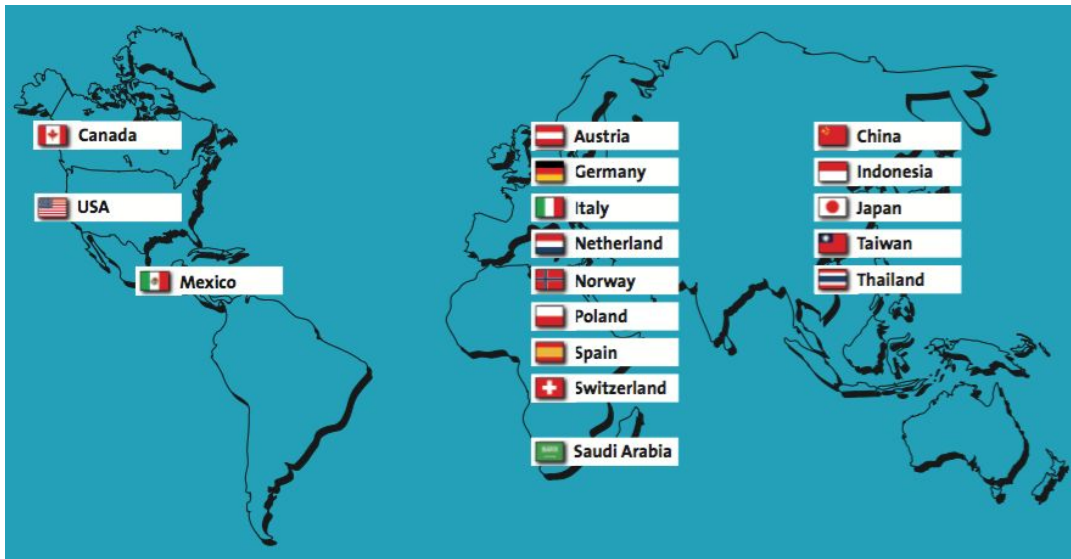 Canada
USA
Mexico
Austria
Germany
Italy
Netherland
Norway
Poland
Spain
Switzerland
Saudi Arabia
China
Indonesia
Japan
Taiwan
Thailand